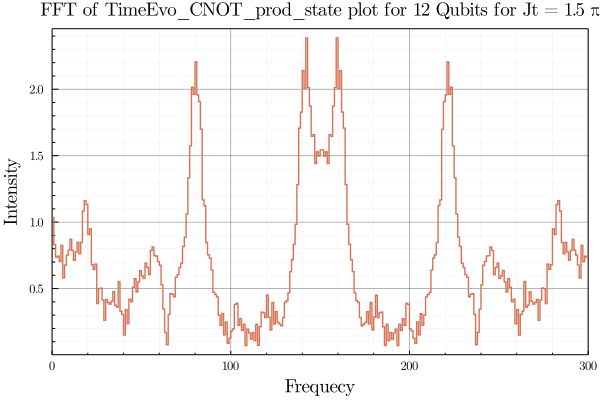 FFT of TimeEvo_CNOT_prod_state plot for 12 Qubits for Jt = 1.5 π
2.0
1.5
1.0
0.5
Intensity
0 100 200 300
Frequecy